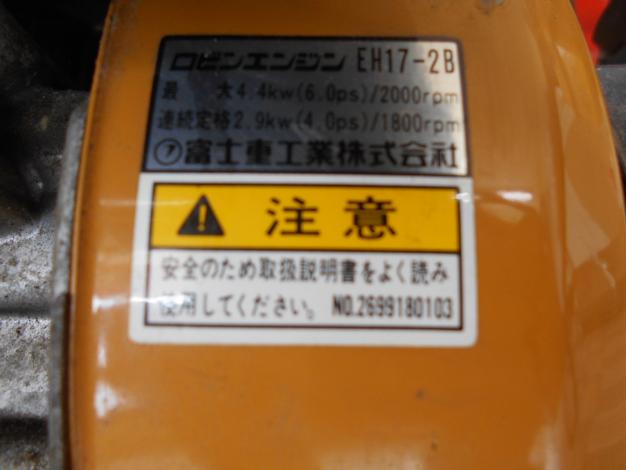 ロビンエンジン EH17-2B
最 大4.4kw(6.0ps)/2000rpm
連続定格2.9kw(4.0ps)/1800rpm
富士重工業株式会社
注意
安全のため取扱説明書をよく読み
使用してください。 NO.2699180103